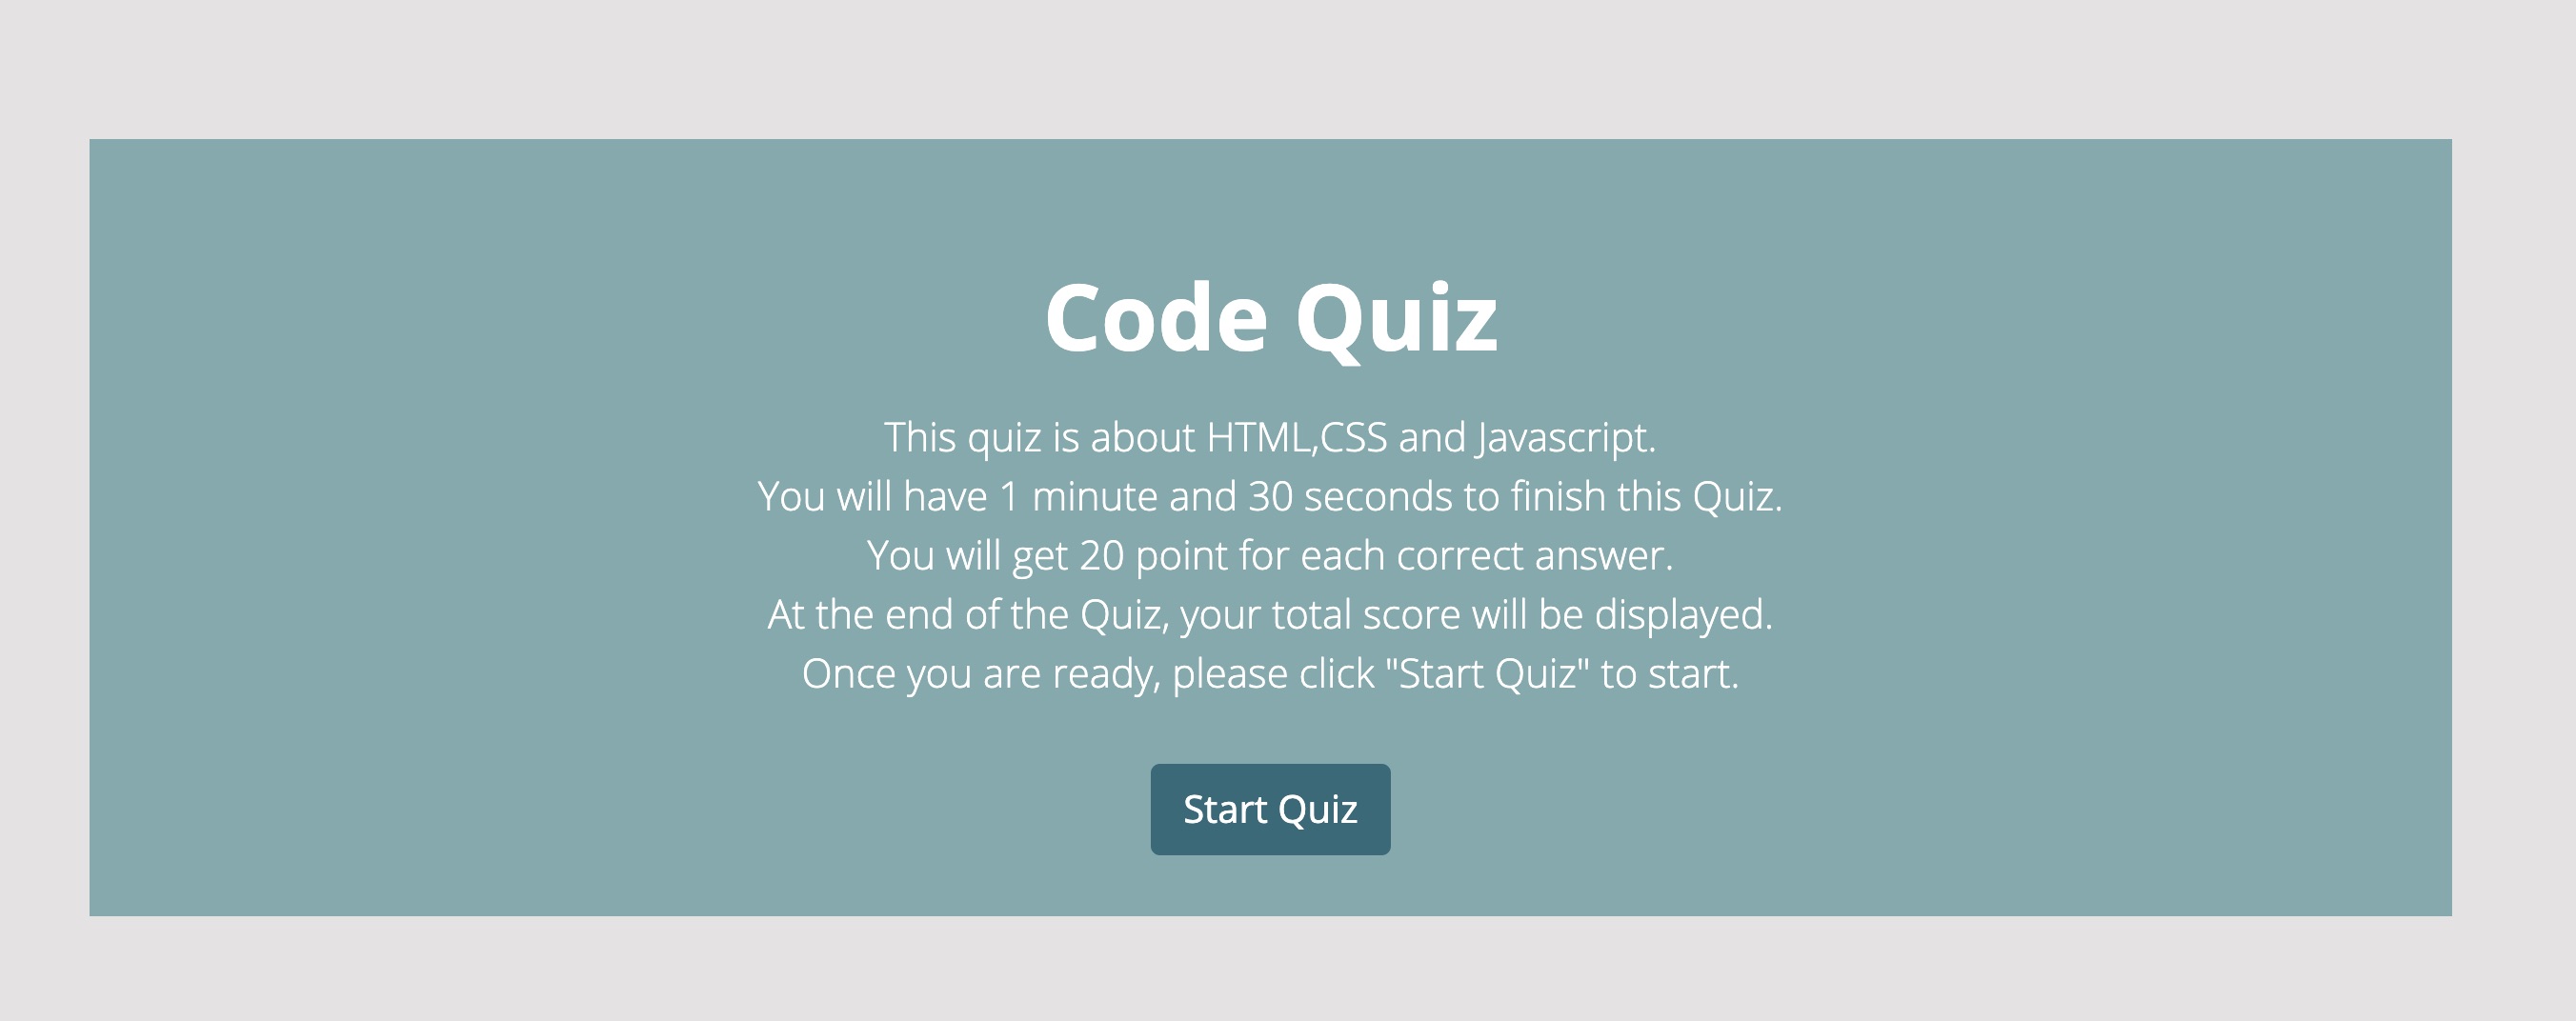 Code Quiz
This quiz is about HTML,CSS and Javascript.
You will have 1 minute and 30 seconds to finish this Quiz.
You will get 20 point for each correct answer.
At the end of the Quiz, your total score will be displayed.
Once you are ready, please click "Start Quiz" to start.
Start Quiz